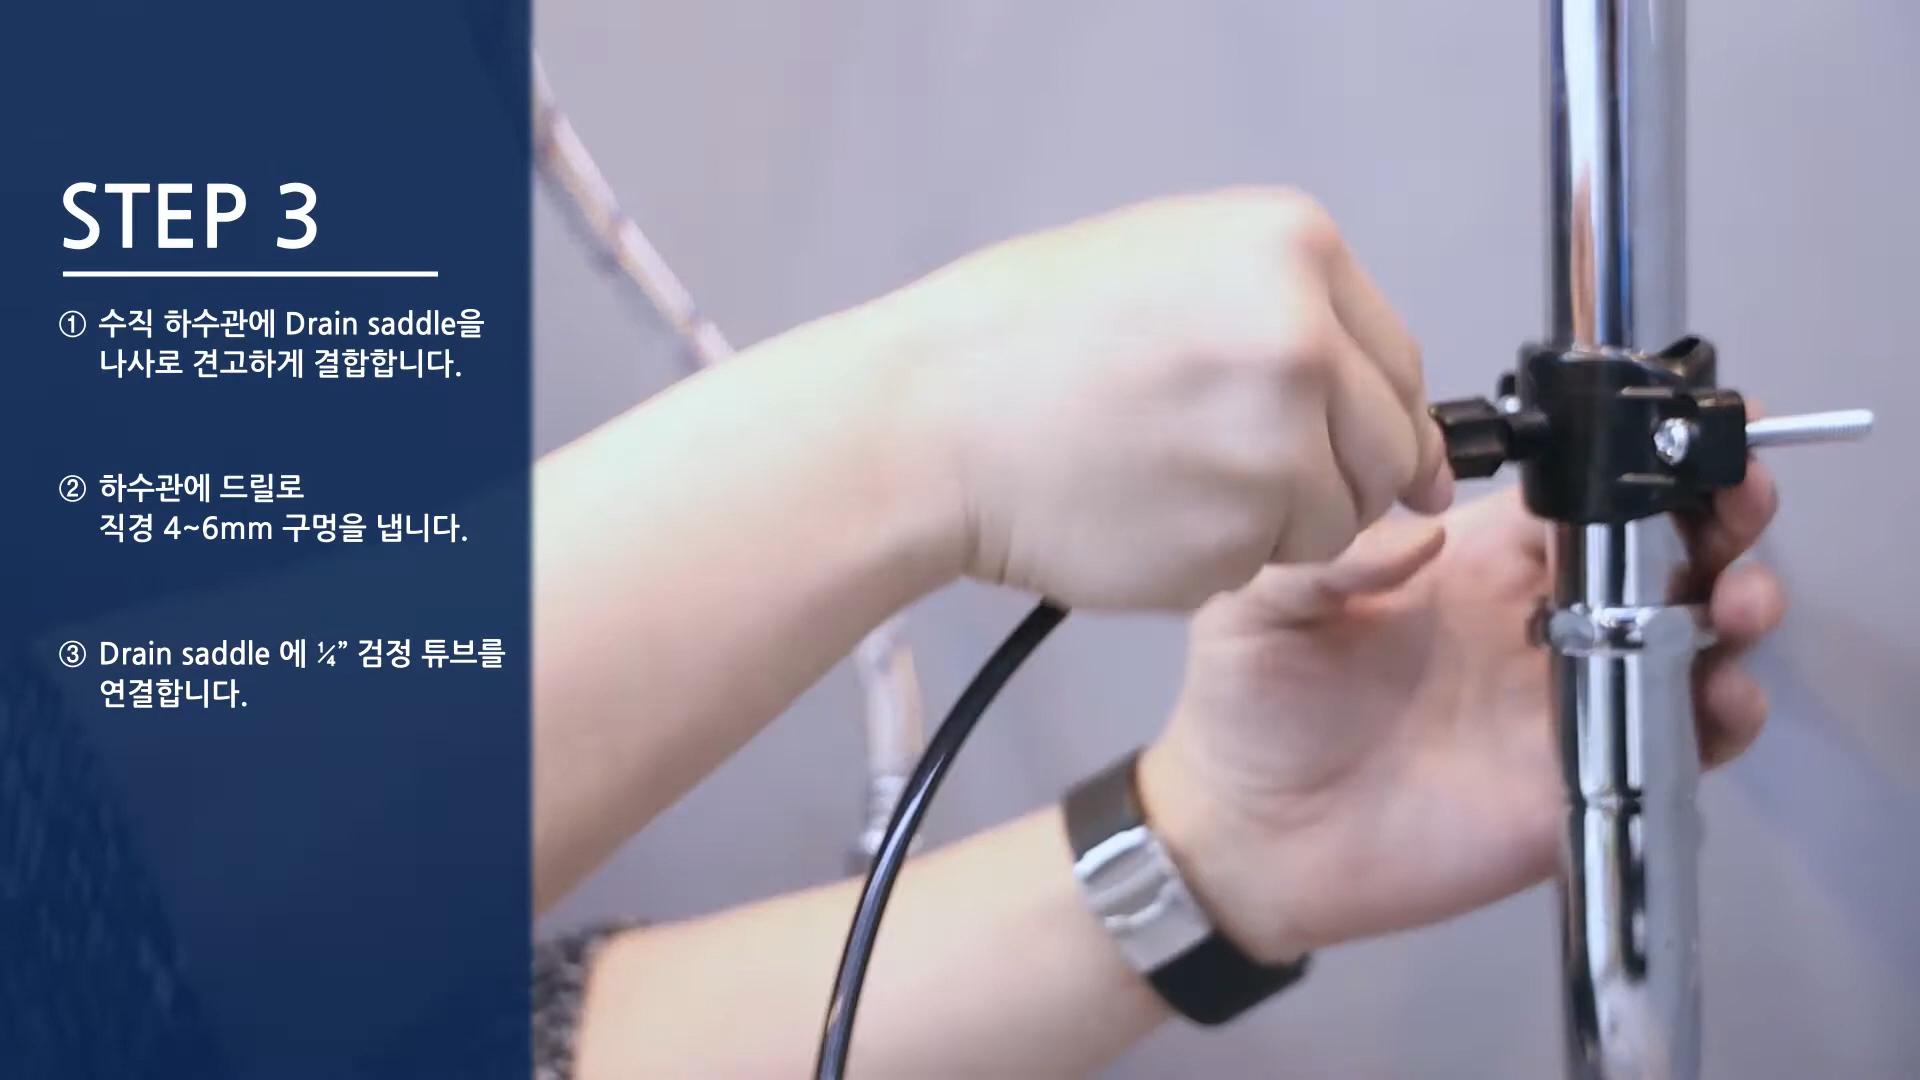 STEP 3
① 수직 하수관에 Drain saddle을
나사로 견고하게 결합합니다.
② 하수관에 드릴로
직경 4~6mm 구멍을 냅니다.
③ Drain saddle 에 ¼” 검정 튜브를
연결합니다.